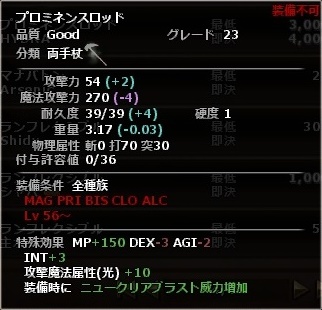 プロミネンスロッド
装備不可
品質 Good グレード 23
分類 両手杖
攻撃力 54 (+2)
魔法攻撃力 270 (-4)
耐久度 39/39 (+4) 硬度 1
重量 3.17 (-0.03)
物理属性 斬0 打70 突30
付与許容値 0/36
装備条件 全種族
MAG PRI BIS CLO ALC
Lv 56~
特殊効果 MP+150 DEX-3 AGI-2
INT+3
攻撃魔法属性(光) +10
装備時に ニュークリアブラスト威力増加